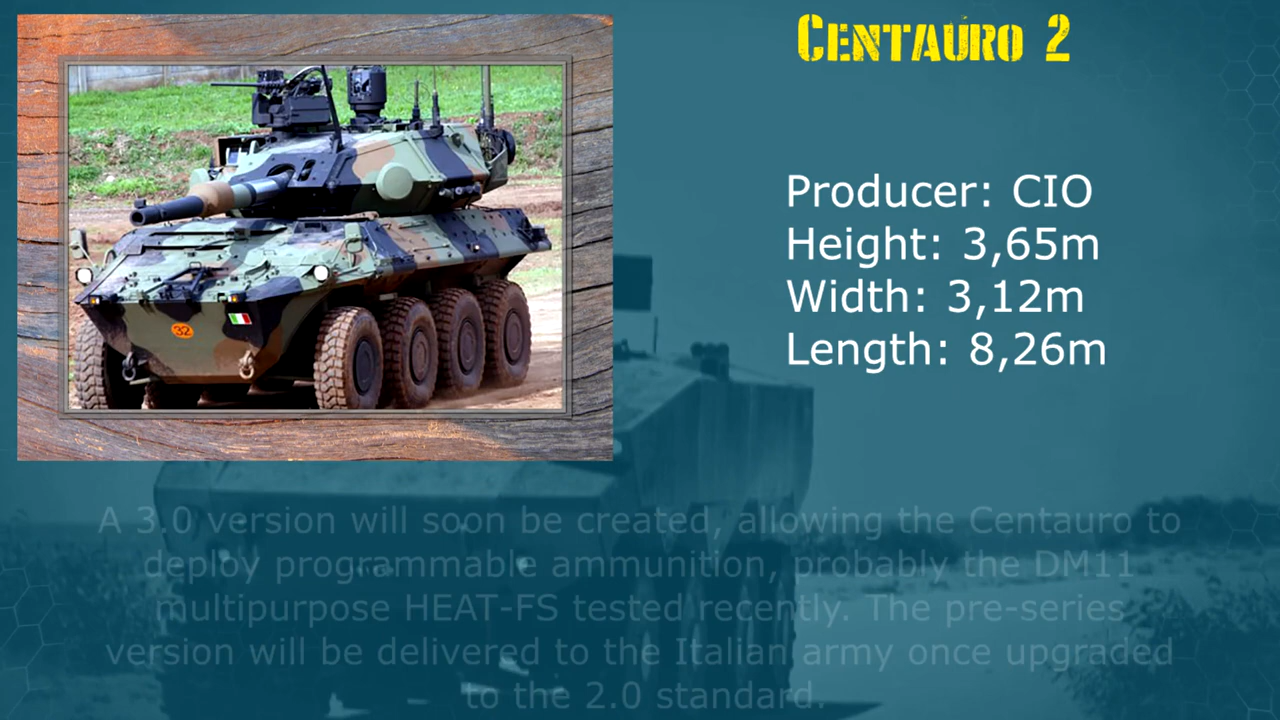 CENTAURO 2
Producer: CIO
Height: 3,65m
Width: 3,12m
Length: 8,26m
32
A 3.0 version will soon be created, allowing the Centauro to
deploy programmable ammunition, probably the DM11
multipurpose HEAT-FS tested recently. The pre-series
version will be delivered to the Italian army once upgraded
to the 2.0 standard.